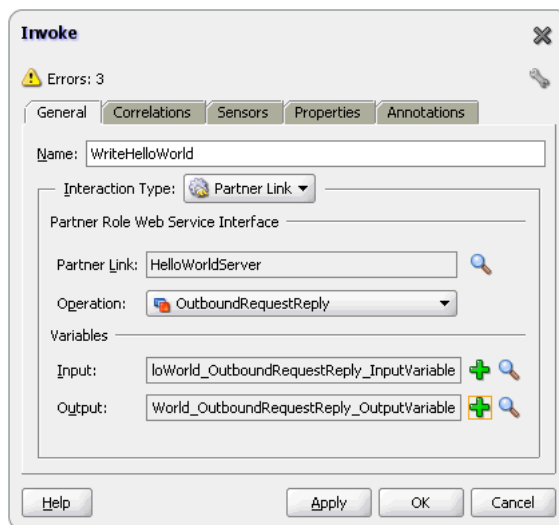 Invoke
Errors: 3
General Correlations Sensors Properties Annotations
Name: WriteHelloWorld
Interaction Type: Partner Link
Partner Role Web Service Interface
Partner Link: HelloWorldServer
Operation: OutboundRequestReply
Variables
Input: loWorld_OutboundRequestReply_InputVariable
Output: World_OutboundRequestReply_OutputVariable
Help Apply OK Cancel